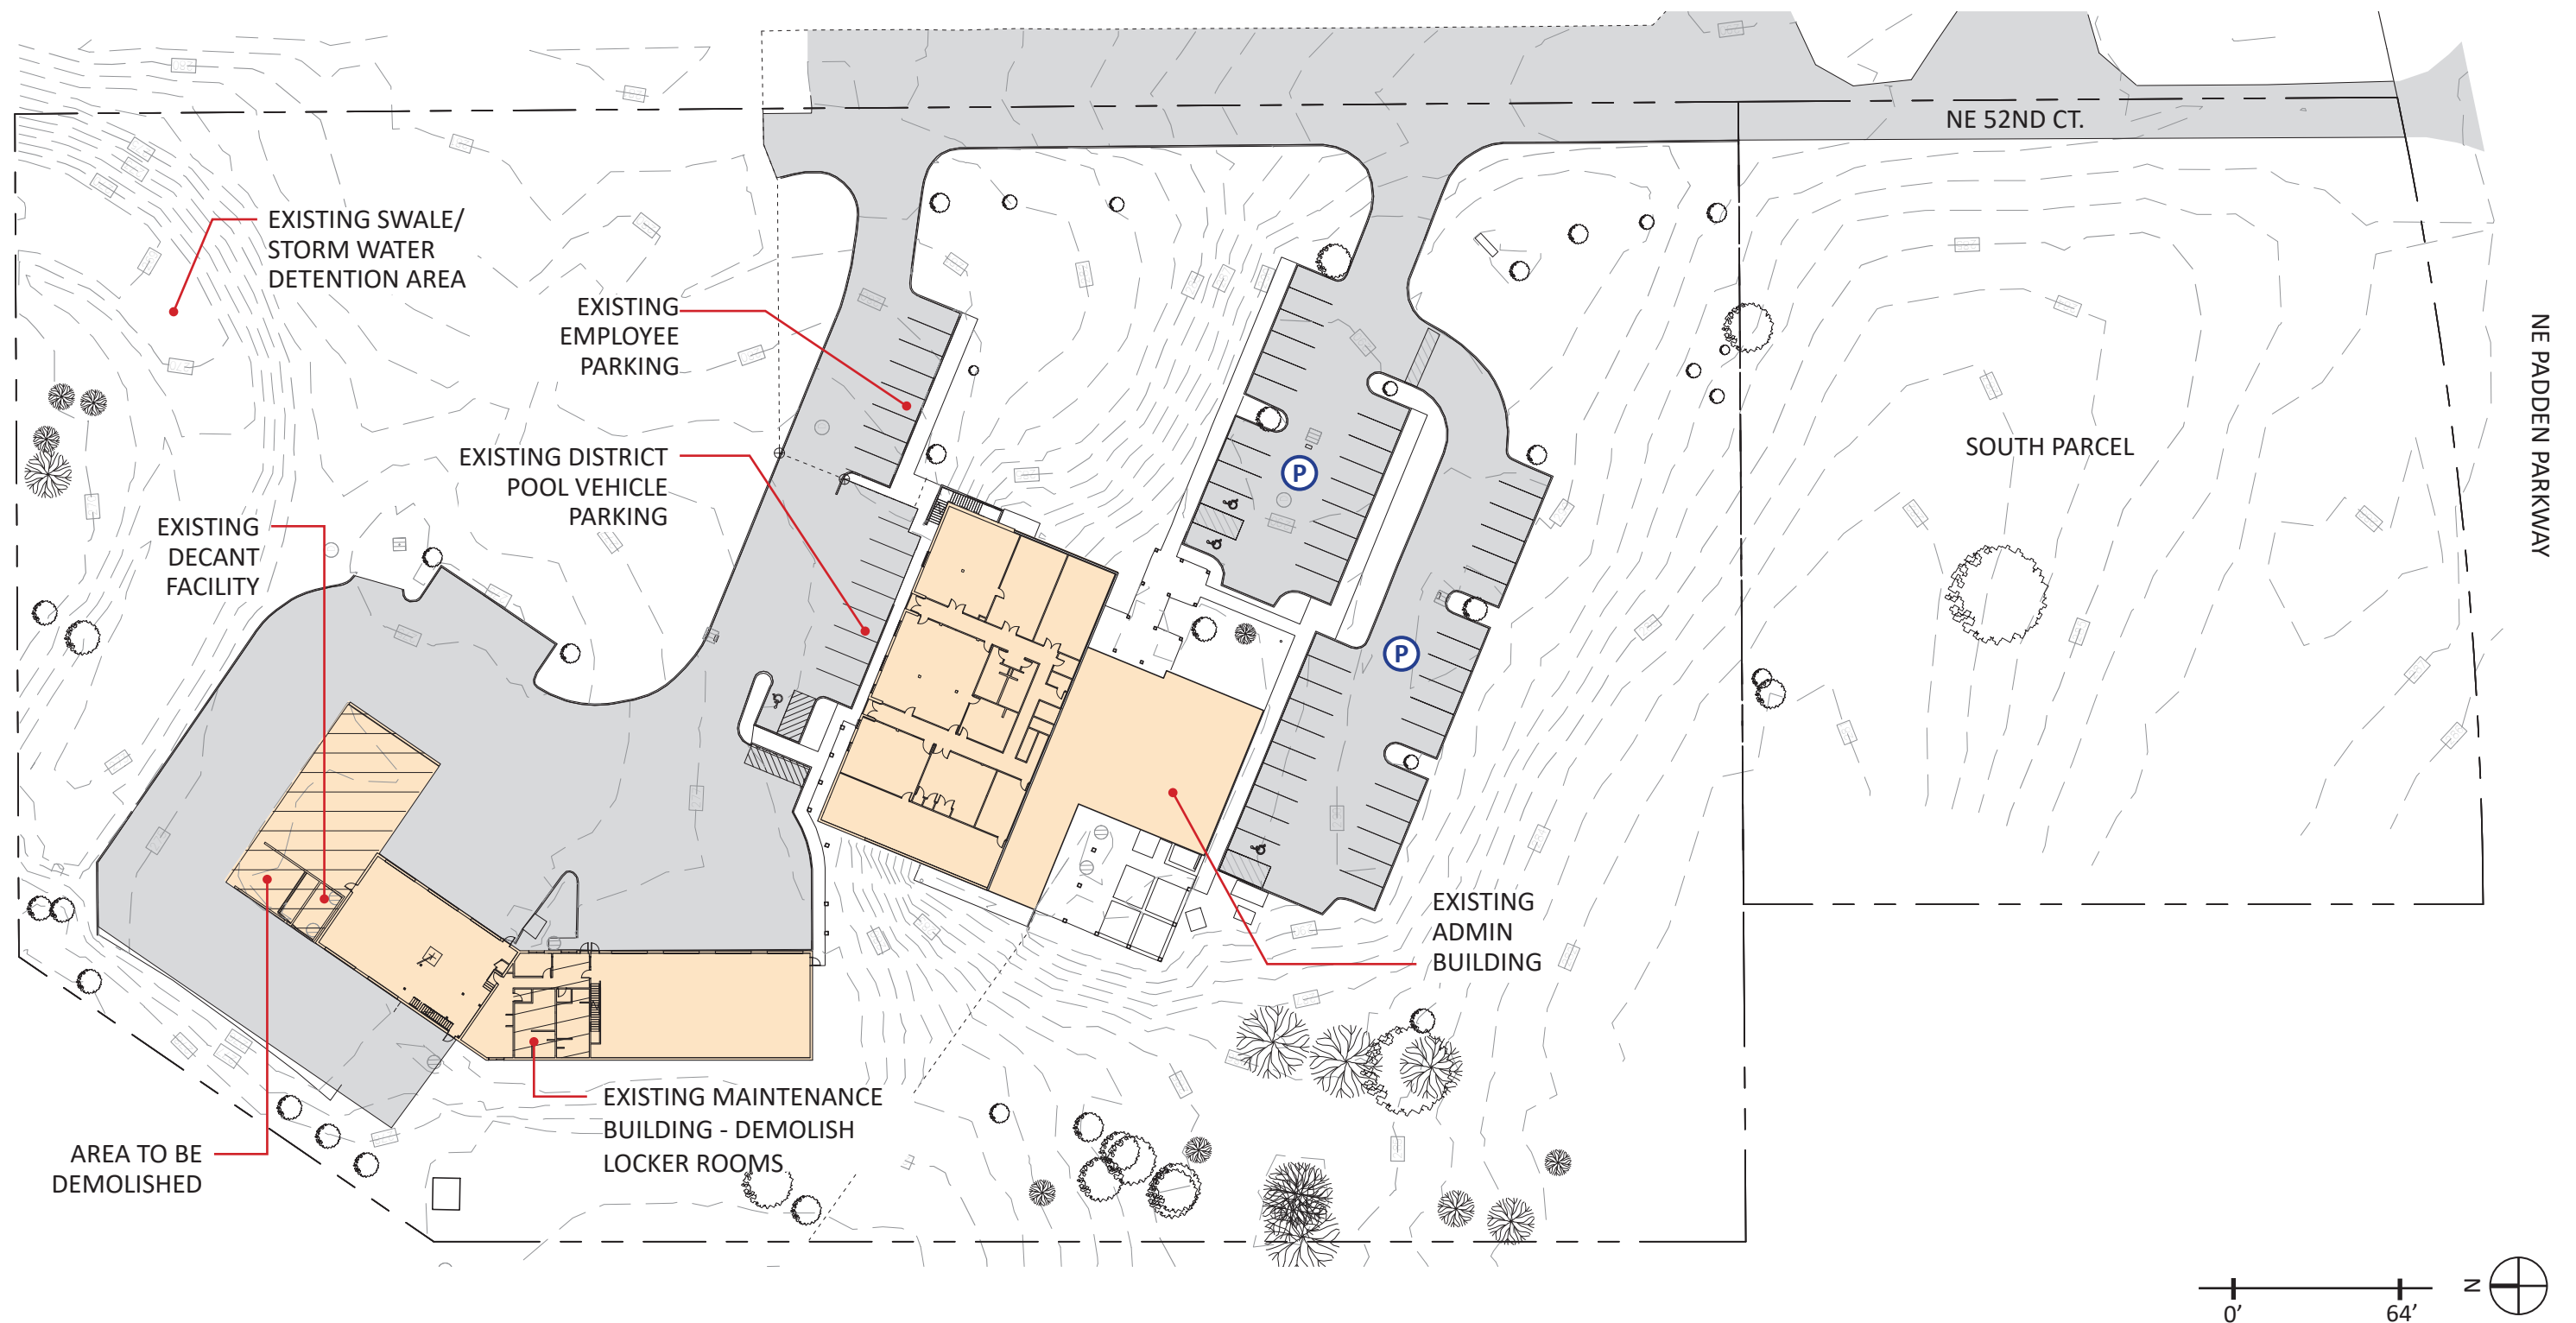 NE 52ND CT.
EXISTING SWALE/
STORM WATER
DETENTION AREA
EXISTING
EMPLOYEE
PARKING
NE PADDEN PARKWAY
SOUTH PARCEL
EXISTING DISTRICT
POOL VEHICLE
PARKING
P
EXISTING
DECANT
FACILITY
P
EXISTING
ADMIN
BUILDING
EXISTING MAINTENANCE
BUILDING - DEMOLISH
LOCKER ROOMS
AREA TO BE
DEMOLISHED
N
0’
64’